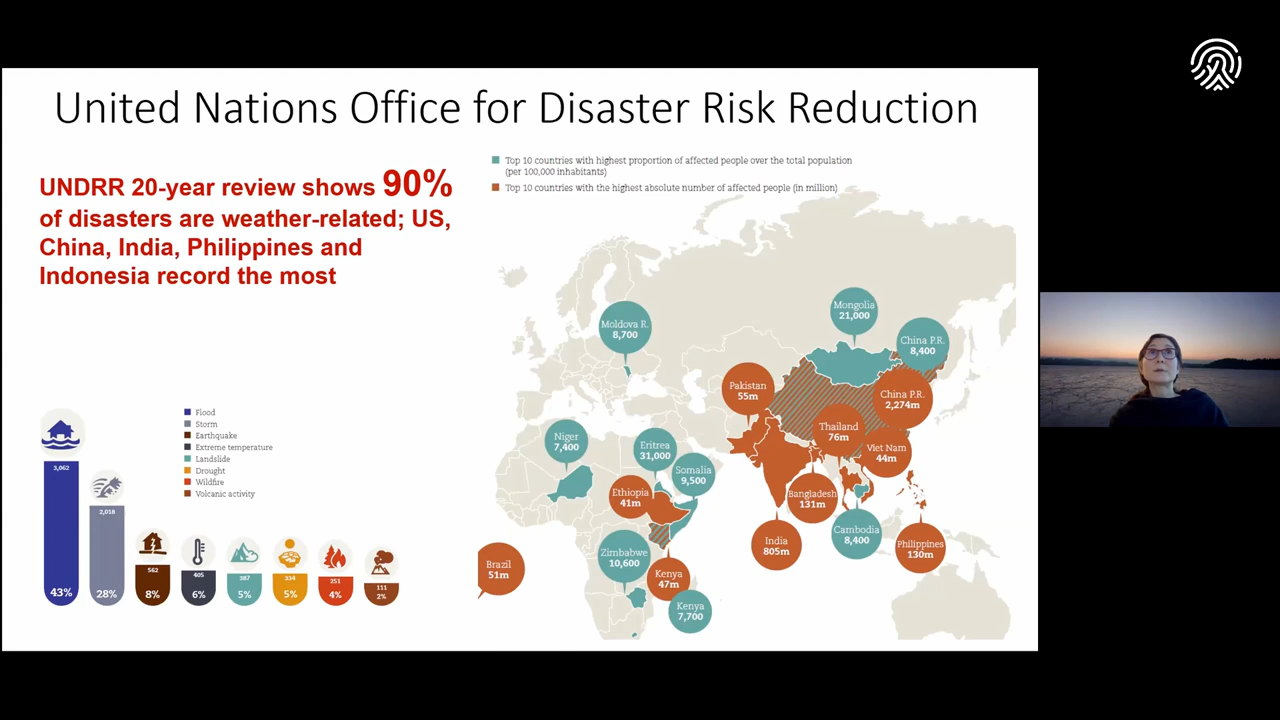 United Nations Office for Disaster Risk Reduction
UNDRR 20-year review shows 90%
of disasters are weather-related; US,
China, India, Philippines and
Indonesia record the most
Top 10 countries with highest proportion of affected people over the total population
(per 100,000 inhabitants)
Top 10 countries with the highest absolute number of affected people (in million)
Flood
Storm
Earthquake
Extreme temperature
Landslide
Drought
Wildfire
Volcanic activity
3,062
43%
2,018
28%
562
8%
405
6%
387
5%
334
5%
251
4%
111
2%
Mongolia
21,000
Moldova R.
8,700
China P.R.
8,400
Pakistan
55m
China P.R.
2,274m
Thailand
76m
Niger
7,400
Eritrea
31,000
Viet Nam
44m
Somalia
9,500
Ethiopia
41m
Bangladesh
131m
India
805m
Cambodia
8,400
Philippines
130m
Zimbabwe
10,600
Brazil
51m
Kenya
47m
Kenya
7,700